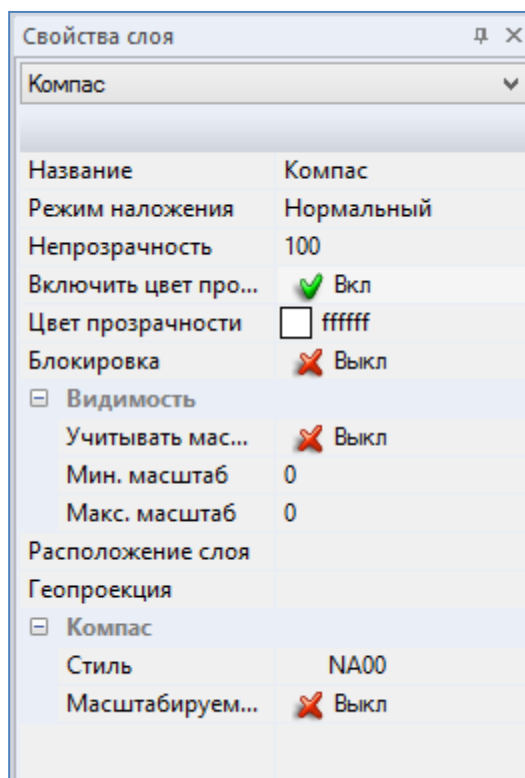 Свойства слоя
Компас
Название Компас
Режим наложения Нормальный
Непрозрачность 100
Включить цвет про... Вкл
Цвет прозрачности ffffff
Блокировка Выкл
Видимость
Учитывать мас... Выкл
Мин. масштаб 0
Макс. масштаб 0
Расположение слоя
Геопроекция
Компас
Стиль NA00
Масштабируем... Выкл